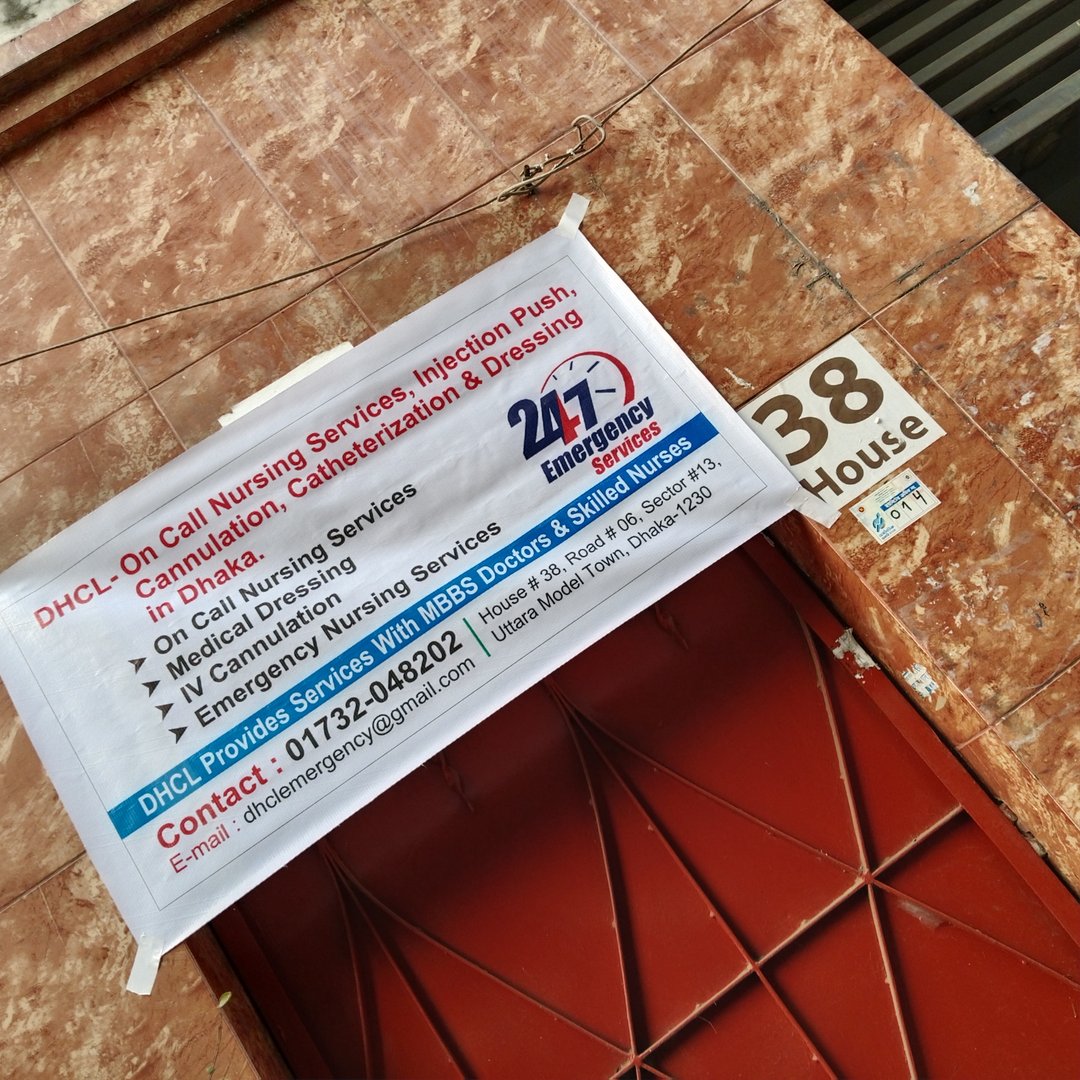 DHCL- On Call Nursing Services, Injection Push,
Cannulation, Catheterization & Dressing
in Dhaka.
24-7
Emergency
Services
On Call Nursing Services
Medical Dressing
IV Cannulation
Emergency Nursing Services
DHCL Provides Services With MBBS Doctors & Skilled Nurses
Contact : 01732-048202
E-mail : dhclemergency@gmail.com
House # 38, Road # 06, Sector #13,
Uttara Model Town, Dhaka-1230
38
House